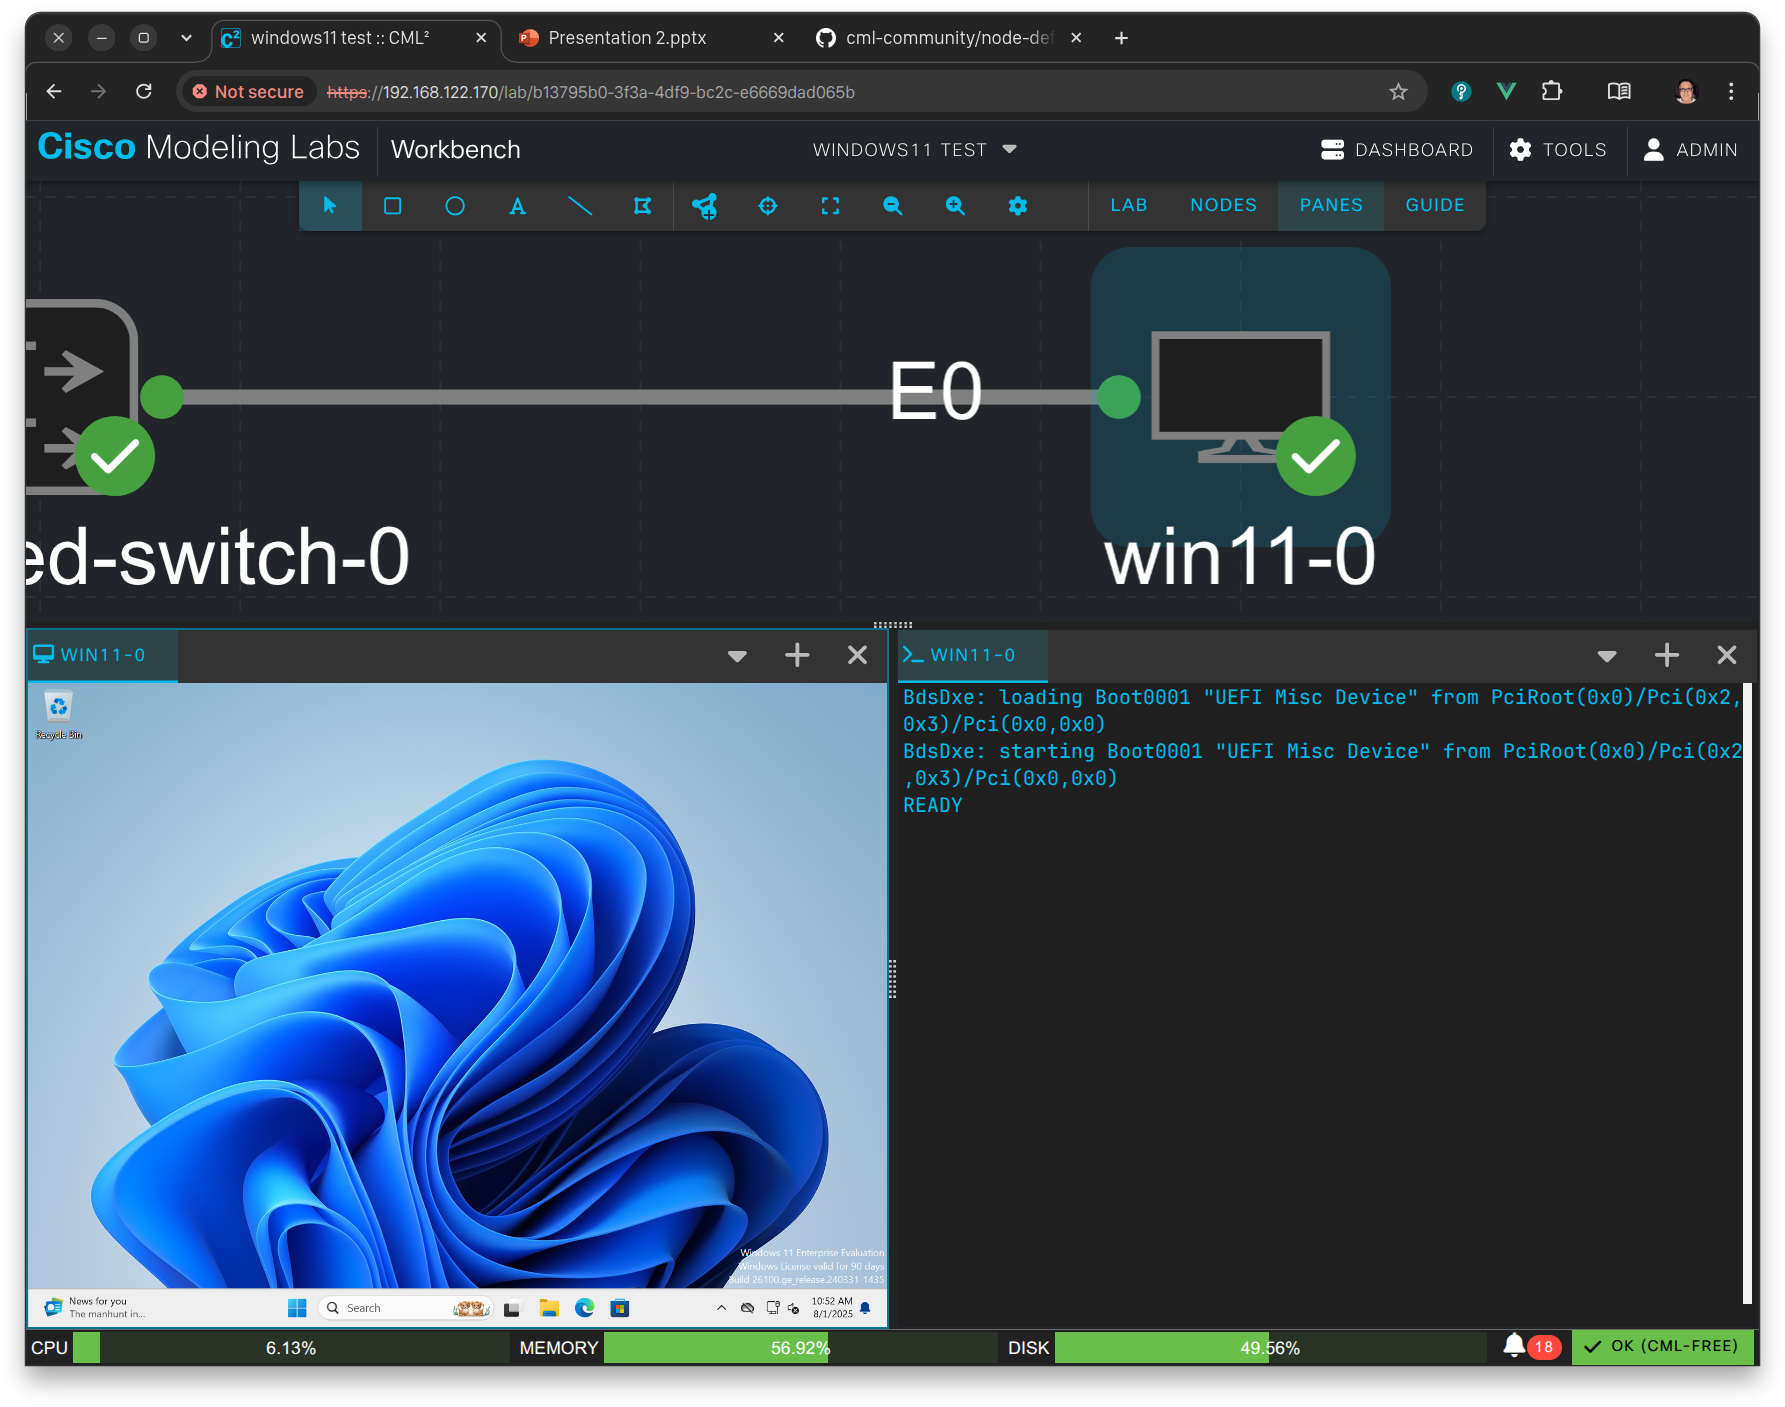 windows11 test :: CML²
Presentation 2.pptx
cml-community/node-def
Not secure
https://192.168.122.170/lab/b13795b0-3f3a-4df9-bc2c-e6669dad065b
Cisco Modeling Labs
Workbench
WINDOWS11 TEST
DASHBOARD
TOOLS
ADMIN
LAB
NODES
PANES
GUIDE
E0
ed-switch-0
win11-0
WIN11-0
Recycle Bin
Windows 11 Enterprise Evaluation
Windows License valid for 90 days
Build 26100.ge_release.240331-1435
News for you
The manhunt in...
Search
10:52 AM
8/1/2025
WIN11-0
BdsDxe: loading Boot0001 "UEFI Misc Device" from PciRoot(0x0)/Pci(0x2,
0x3)/Pci(0x0,0x0)
BdsDxe: starting Boot0001 "UEFI Misc Device" from PciRoot(0x0)/Pci(0x2
,0x3)/Pci(0x0,0x0)
READY
CPU
6.13%
MEMORY
56.92%
DISK
49.56%
18
OK (CML-FREE)